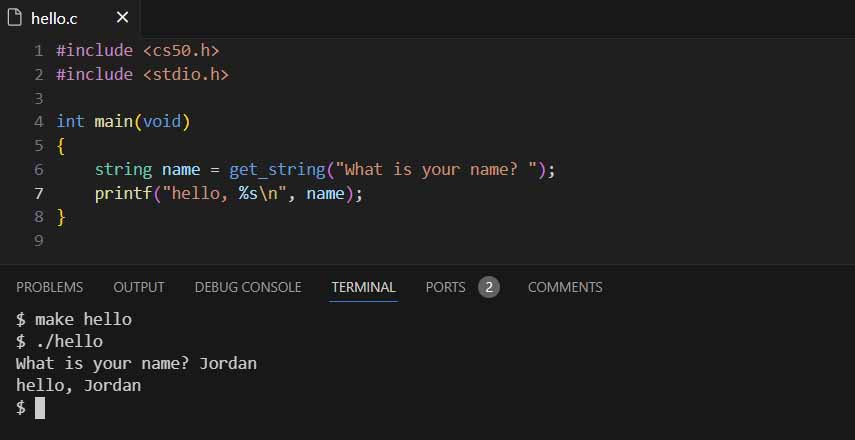 hello.c
1 #include <cs50.h>
2 #include <stdio.h>
3
4 int main(void)
5 {
6     string name = get_string("What is your name? ");
7     printf("hello, %s\n", name);
8 }
9
PROBLEMS OUTPUT DEBUG CONSOLE TERMINAL PORTS 2 COMMENTS
$ make hello
$ ./hello
What is your name? Jordan
hello, Jordan
$